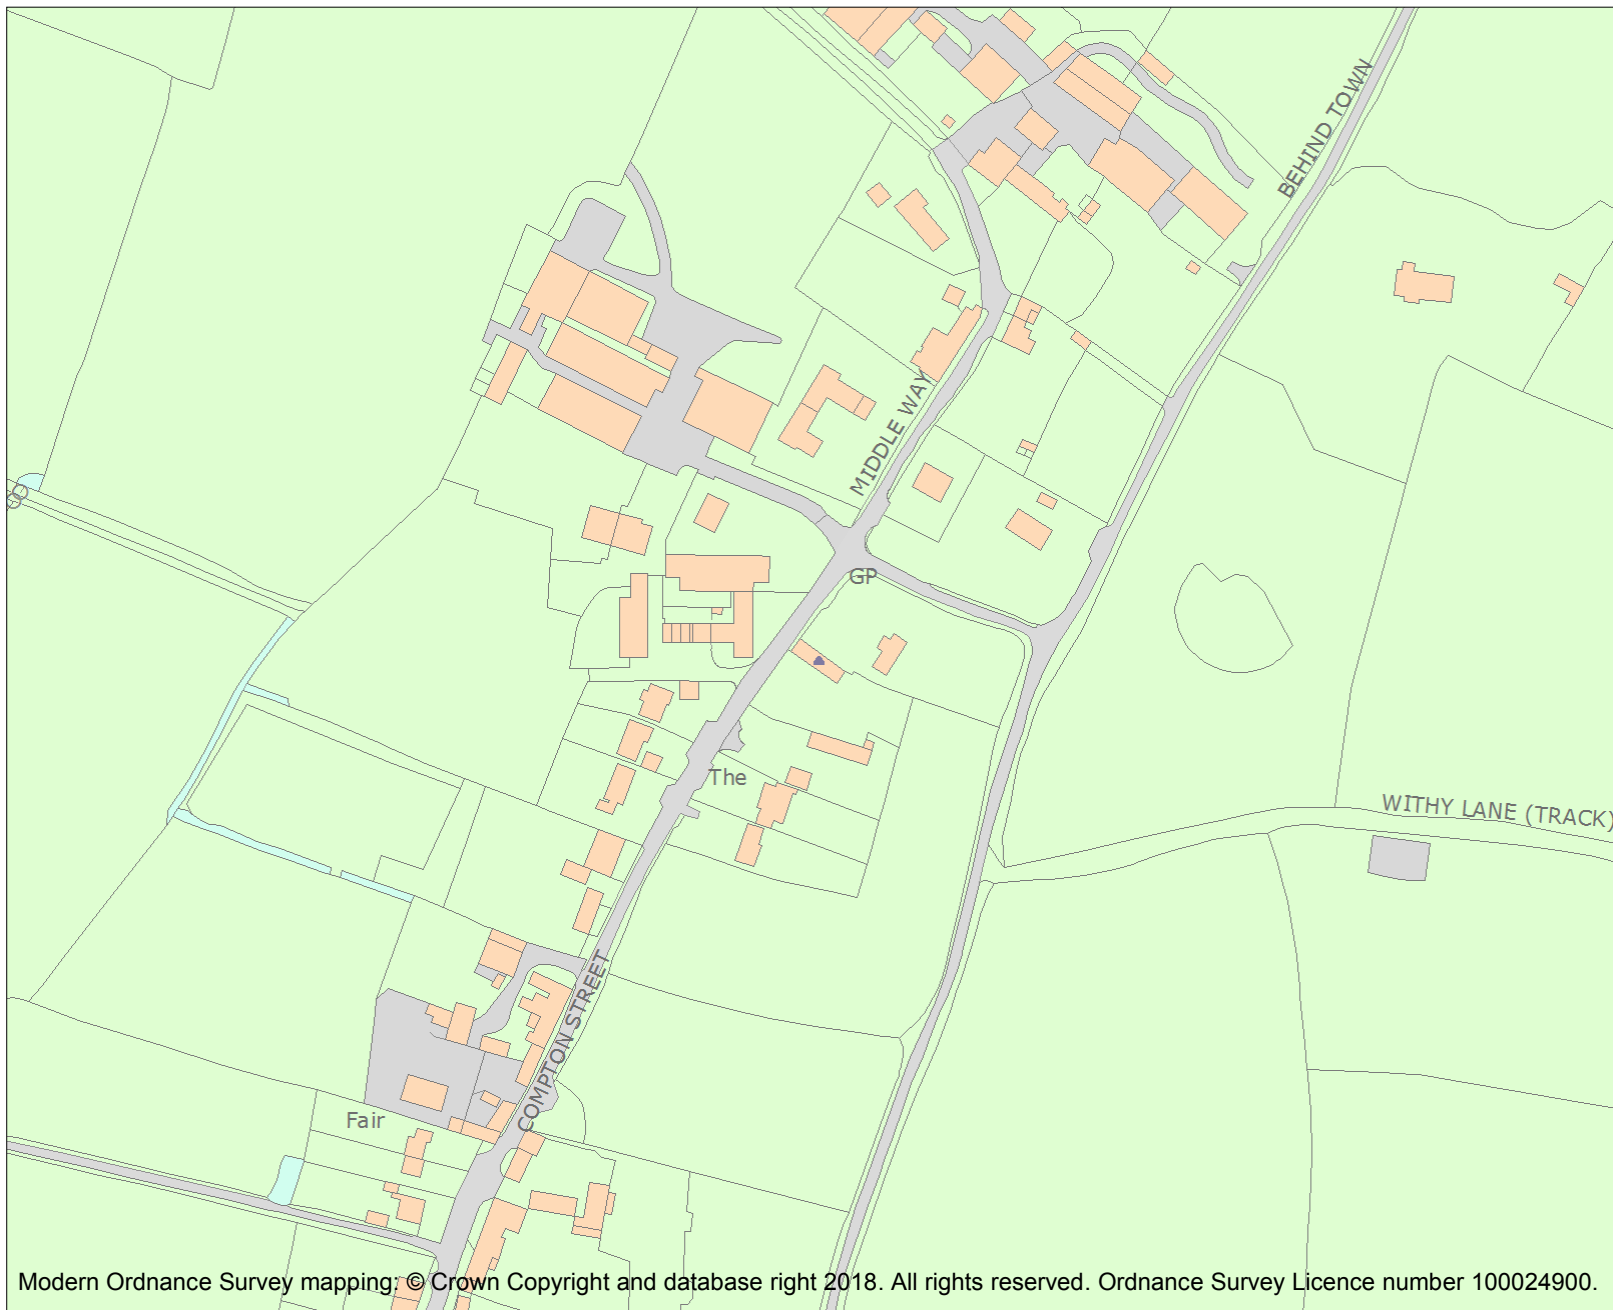 BEHIND TOWN
MIDDLE WAY
GP
The
WITHY LANE (TRACK)
COMPTON STREET
Fair
Modern Ordnance Survey mapping: © Crown Copyright and database right 2018. All rights reserved. Ordnance Survey Licence number 100024900.